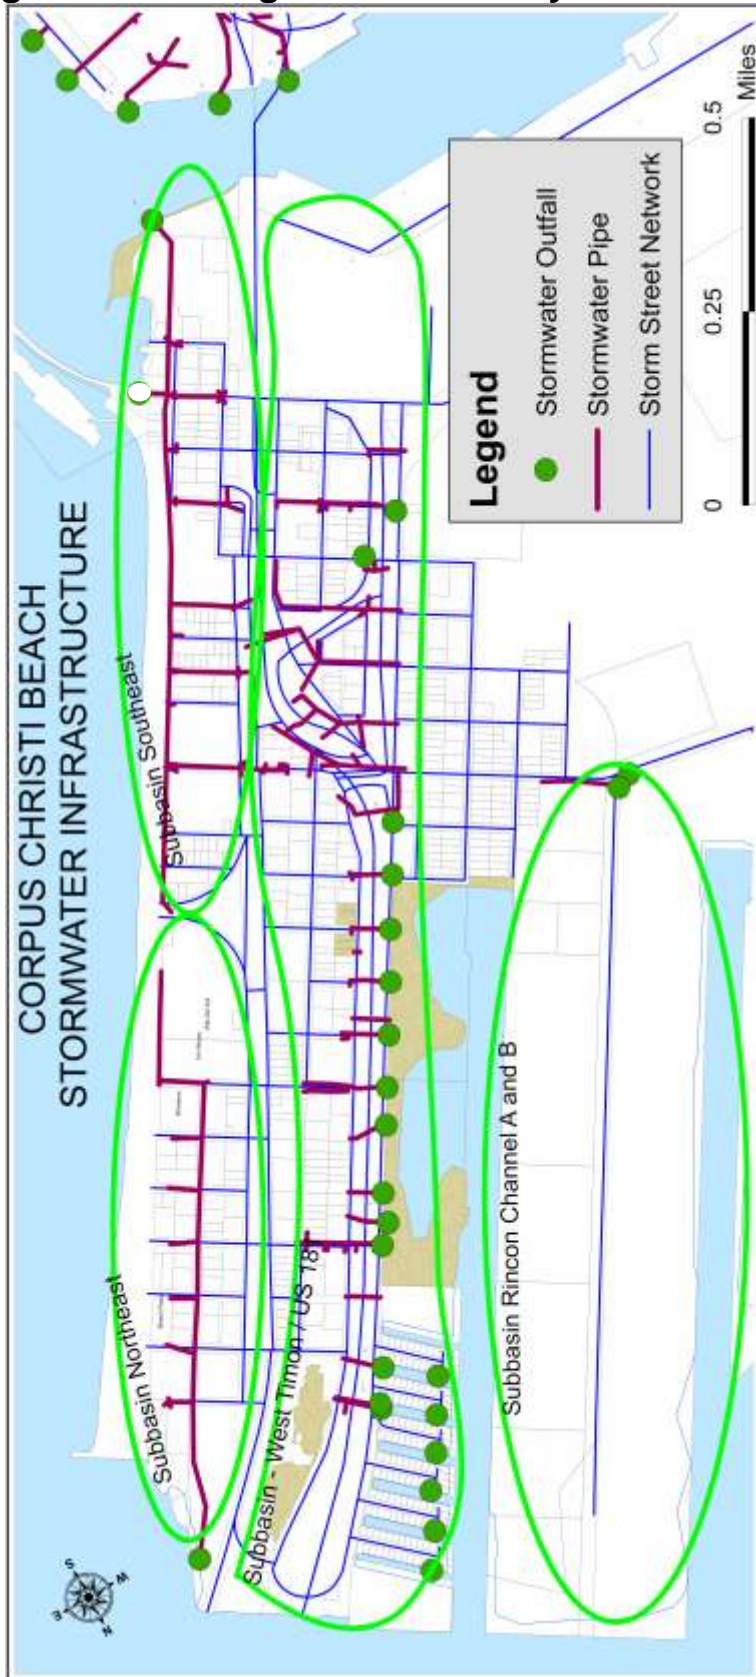 CORPUS CHRISTI BEACH
STORMWATER INFRASTRUCTURE
Subbasin Northeast
Subbasin Southeast
Subbasin - West Timon / US 181
Subbasin Rincon Channel A and B
Legend
Stormwater Outfall
Stormwater Pipe
Storm Street Network
0 0.25 0.5
Miles
N
E
S
W